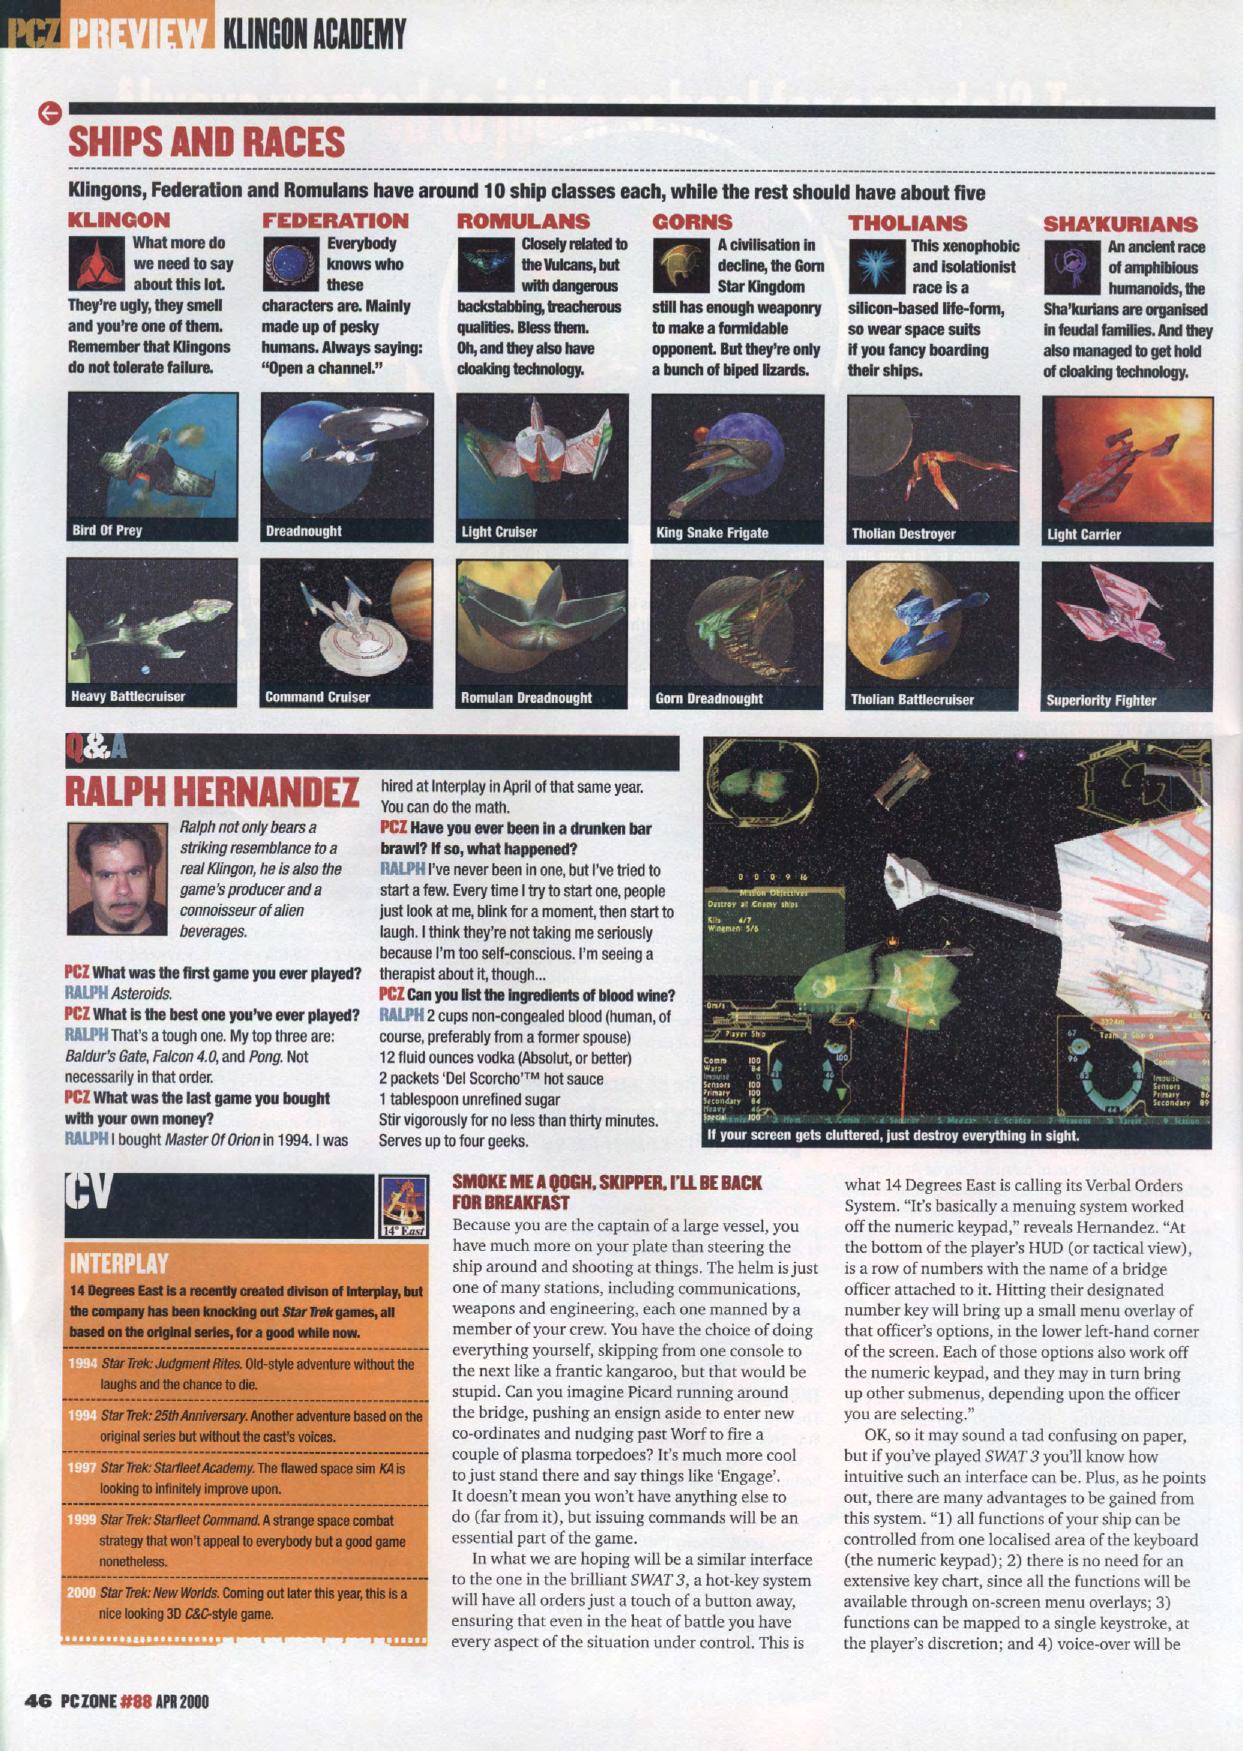 PCZ PREVIEW KLINGON ACADEMY
SHIPS AND RACES
Klingons, Federation and Romulans have around 10 ship classes each, while the rest should have about five
KLINGON
What more do
we need to say
about this lot.
They're ugly, they smell
and you're one of them.
Remember that Klingons
do not tolerate failure.
FEDERATION
Everybody
knows who
these
characters are. Mainly
made up of pesky
humans. Always saying:
"Open a channel."
ROMULANS
Closely related to
the Vulcans, but
with dangerous
backstabbing, treacherous
qualities. Bless them.
Oh, and they also have
cloaking technology.
GORNS
A civilisation in
decline, the Gorn
Star Kingdom
still has enough weaponry
to make a formidable
opponent. But they're only
a bunch of biped lizards.
THOLIANS
This xenophobic
and isolationist
race is a
silicon-based life-form,
so wear space suits
if you fancy boarding
their ships.
SHA'KURIANS
An ancient race
of amphibious
humanoids, the
Sha'kurians are organised
in feudal families. And they
also managed to get hold
of cloaking technology.
Bird Of Prey
Dreadnought
Light Cruiser
King Snake Frigate
Tholian Destroyer
Light Carrier
Heavy Battlecruiser
Command Cruiser
Romulan Dreadnought
Gorn Dreadnought
Tholian Battlecruiser
Superiority Fighter
Q&A
RALPH HERNANDEZ
Ralph not only bears a
striking resemblance to a
real Klingon, he is also the
game's producer and a
connoisseur of alien
beverages.
PCZ What was the first game you ever played?
RALPH Asteroids.
PCZ What is the best one you've ever played?
RALPH That's a tough one. My top three are:
Baldur's Gate, Falcon 4.0, and Pong. Not
necessarily in that order.
PCZ What was the last game you bought
with your own money?
RALPH I bought Master Of Orion in 1994. I was
hired at Interplay in April of that same year.
You can do the math.
PCZ Have you ever been in a drunken bar
brawl? If so, what happened?
RALPH I've never been in one, but I've tried to
start a few. Every time I try to start one, people
just look at me, blink for a moment, then start to
laugh. I think they're not taking me seriously
because I'm too self-conscious. I'm seeing a
therapist about it, though...
PCZ Can you list the ingredients of blood wine?
RALPH 2 cups non-congealed blood (human, of
course, preferably from a former spouse)
12 fluid ounces vodka (Absolut, or better)
2 packets 'Del Scorcho'™ hot sauce
1 tablespoon unrefined sugar
Stir vigorously for no less than thirty minutes.
Serves up to four geeks.
0 0 0 9 16
Mission Objectives
Destroy all Enemy ships
Kills 4/7
Wingmen: 5/6
Player Ship
Comm 100
Warp 84
Impulse 0
Sensors 100
Primary 100
Secondary 84
Heavy
Special 100
100
3324m
67
96
Sensors
Primary 86
Secondary 89
If your screen gets cluttered, just destroy everything in sight.
CV
14° East
INTERPLAY
14 Degrees East is a recently created divison of Interplay, but
the company has been knocking out Star Trek games, all
based on the original series, for a good while now.
1994 Star Trek: Judgment Rites. Old-style adventure without the
laughs and the chance to die.
1994 Star Trek: 25th Anniversary. Another adventure based on the
original series but without the cast's voices.
1997 Star Trek: Starfleet Academy. The flawed space sim KA is
looking to infinitely improve upon.
1999 Star Trek: Starfleet Command. A strange space combat
strategy that won't appeal to everybody but a good game
nonetheless.
2000 Star Trek: New Worlds. Coming out later this year, this is a
nice looking 3D C&C-style game.
SMOKE ME A QOGH, SKIPPER, I'LL BE BACK
FOR BREAKFAST
Because you are the captain of a large vessel, you
have much more on your plate than steering the
ship around and shooting at things. The helm is just
one of many stations, including communications,
weapons and engineering, each one manned by a
member of your crew. You have the choice of doing
everything yourself, skipping from one console to
the next like a frantic kangaroo, but that would be
stupid. Can you imagine Picard running around
the bridge, pushing an ensign aside to enter new
co-ordinates and nudging past Worf to fire a
couple of plasma torpedoes? It's much more cool
to just stand there and say things like 'Engage'.
It doesn't mean you won't have anything else to
do (far from it), but issuing commands will be an
essential part of the game.
In what we are hoping will be a similar interface
to the one in the brilliant SWAT 3, a hot-key system
will have all orders just a touch of a button away,
ensuring that even in the heat of battle you have
every aspect of the situation under control. This is
what 14 Degrees East is calling its Verbal Orders
System. "It's basically a menuing system worked
off the numeric keypad," reveals Hernandez. "At
the bottom of the player's HUD (or tactical view),
is a row of numbers with the name of a bridge
officer attached to it. Hitting their designated
number key will bring up a small menu overlay of
that officer's options, in the lower left-hand corner
of the screen. Each of those options also work off
the numeric keypad, and they may in turn bring
up other submenus, depending upon the officer
you are selecting."
OK, so it may sound a tad confusing on paper,
but if you've played SWAT 3 you'll know how
intuitive such an interface can be. Plus, as he points
out, there are many advantages to be gained from
this system. "1) all functions of your ship can be
controlled from one localised area of the keyboard
(the numeric keypad); 2) there is no need for an
extensive key chart, since all the functions will be
available through on-screen menu overlays; 3)
functions can be mapped to a single keystroke, at
the player's discretion; and 4) voice-over will be
46 PC ZONE #88 APR 2000